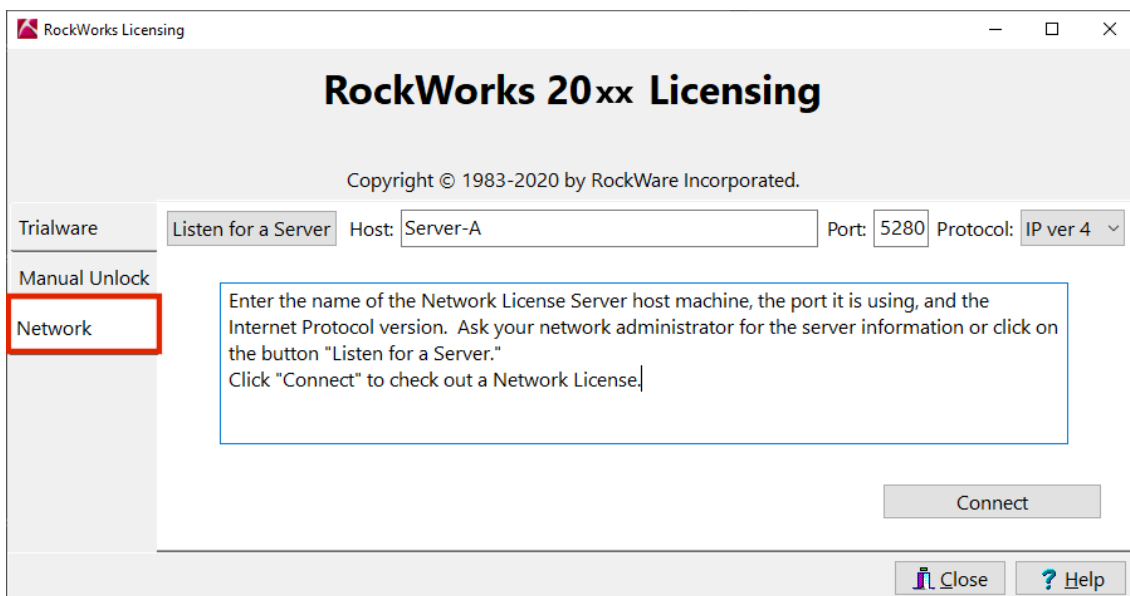 RockWorks Licensing
RockWorks 20xx Licensing
Copyright © 1983-2020 by RockWare Incorporated.
Trialware
Listen for a Server Host: Server-A Port: 5280 Protocol: IP ver 4
Manual Unlock
Network
Enter the name of the Network License Server host machine, the port it is using, and the
Internet Protocol version.  Ask your network administrator for the server information or click on
the button "Listen for a Server."
Click "Connect" to check out a Network License.
Connect
Close ? Help